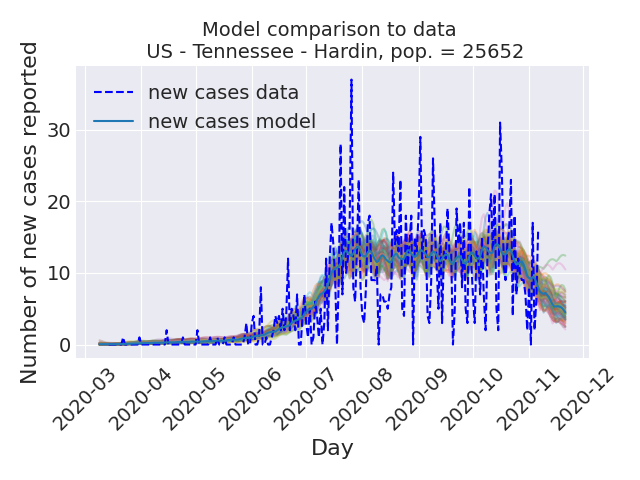 Model comparison to data
US - Tennessee - Hardin, pop. = 25652
Number of new cases reported
new cases data
new cases model
30
20
10
0
2020-03
2020-04
2020-05
2020-06
2020-07
2020-08
2020-09
2020-10
2020-11
2020-12
Day